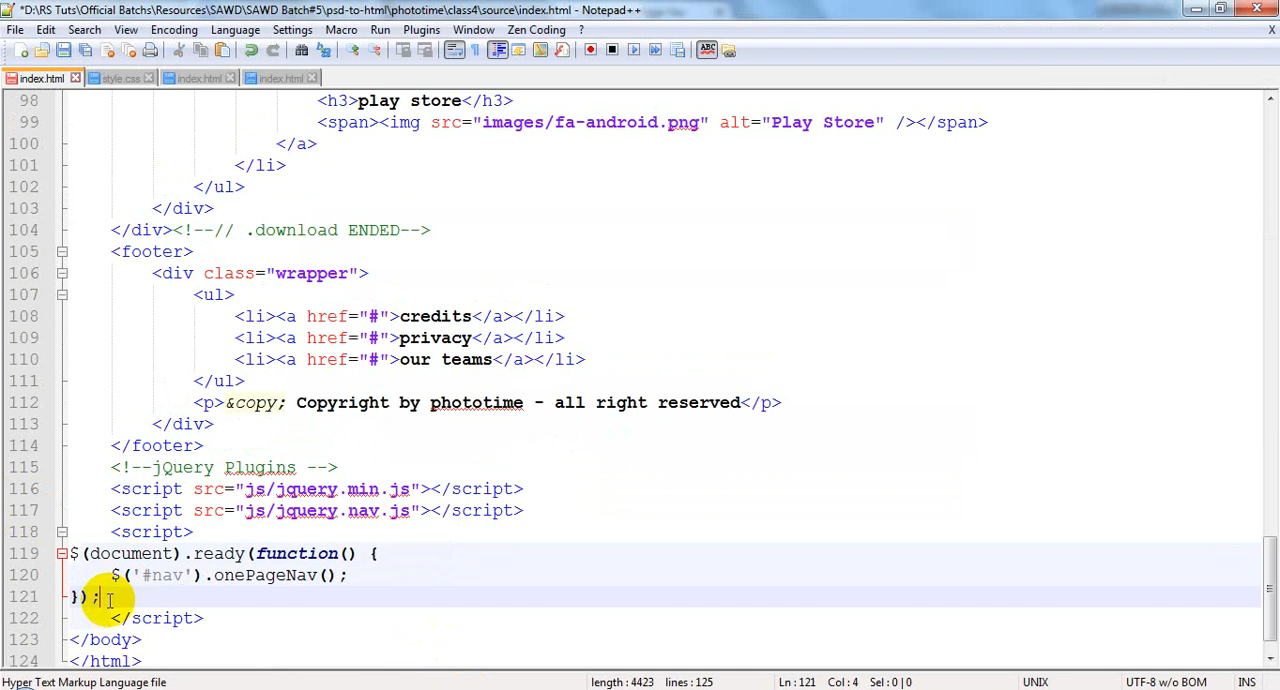 *D:\RS Tuts\Official Batchs\Resources\SAWD\SAWD Batch#5\psd-to-html\phototime\class4\source\index.html - Notepad++
File Edit Search View Encoding Language Settings Macro Run Plugins Window Zen Coding ? X
index.html style.css index.html index.html
98 <h3>play store</h3>
99 <span><img src="images/fa-android.png" alt="Play Store" /></span>
100 </a>
101 </li>
102 </ul>
103 </div>
104 </div><!--// .download ENDED-->
105 <footer>
106 <div class="wrapper">
107 <ul>
108 <li><a href="#">credits</a></li>
109 <li><a href="#">privacy</a></li>
110 <li><a href="#">our teams</a></li>
111 </ul>
112 <p>&copy; Copyright by phototime - all right reserved</p>
113 </div>
114 </footer>
115 <!--jQuery Plugins -->
116 <script src="js/jquery.min.js"></script>
117 <script src="js/jquery.nav.js"></script>
118 <script>
119 $(document).ready(function() {
120 $('#nav').onePageNav();
121 });
122 </script>
123 </body>
124 </html>
Hyper Text Markup Language file length : 4423 lines : 125 Ln : 121 Col : 4 Sel : 0 | 0 UNIX UTF-8 w/o BOM INS